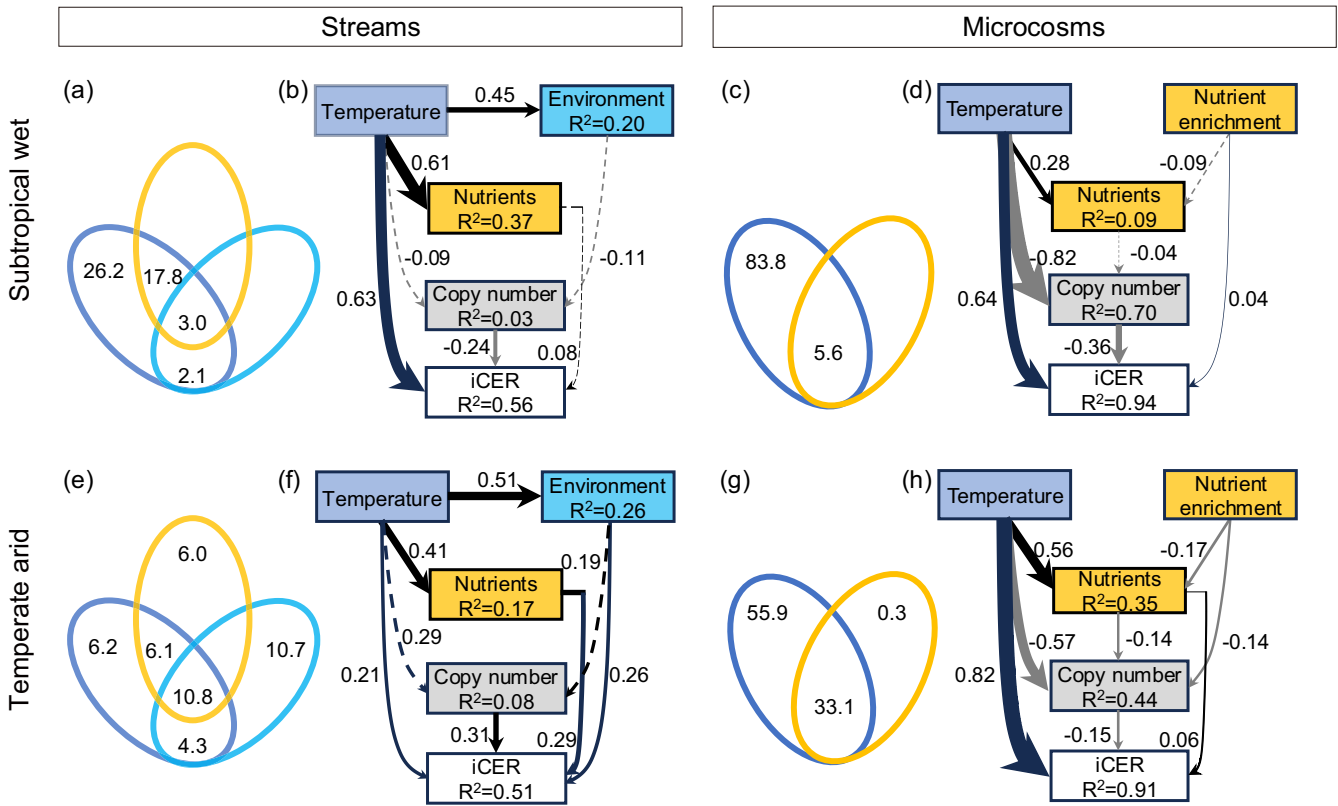 Streams
Microcosms
Subtropical wet
(a)
26.2
17.8
3.0
2.1
(b)
Temperature
0.45
Environment
R²=0.20
0.61
Nutrients
R²=0.37
-0.09
-0.11
Copy number
R²=0.03
0.63
-0.24
0.08
iCER
R²=0.56
(c)
83.8
5.6
(d)
Temperature
Nutrient
enrichment
0.28
-0.09
Nutrients
R²=0.09
-0.82
-0.04
Copy number
R²=0.70
0.64
0.04
-0.36
iCER
R²=0.94
Temperate arid
(e)
6.0
6.2
6.1
10.7
10.8
4.3
(f)
Temperature
0.51
Environment
R²=0.26
0.41
0.19
Nutrients
R²=0.17
0.29
0.21
0.26
Copy number
R²=0.08
0.31
0.29
iCER
R²=0.51
(g)
55.9
0.3
33.1
(h)
Temperature
Nutrient
enrichment
0.56
-0.17
Nutrients
R²=0.35
-0.57
-0.14
-0.14
0.82
Copy number
R²=0.44
-0.15
0.06
iCER
R²=0.91